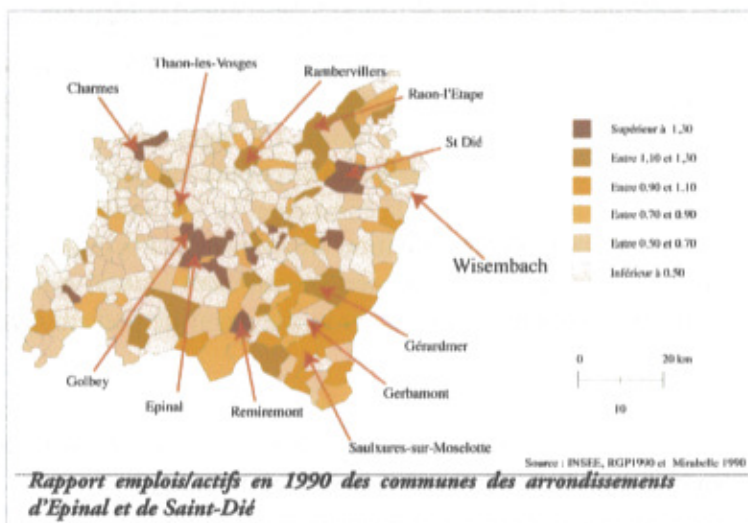 Thaon-les-Vosges
Rambervillers
Charmes
Raon-l'Etape
St Dié
Supérieur à 1,30
Entre 1,10 et 1,30
Entre 0.90 et 1.10
Entre 0.70 et 0.90
Entre 0.50 et 0.70
Inférieur à 0.50
Wisembach
Gérardmer
0 20 km
10
Golbey
Epinal
Remiremont
Gerbamont
Saulxures-sur-Moselotte
Source : INSEE, RGP1990 et Mirabelle 1990
Rapport emplois/actifs en 1990 des communes des arrondissements
d'Epinal et de Saint-Dié